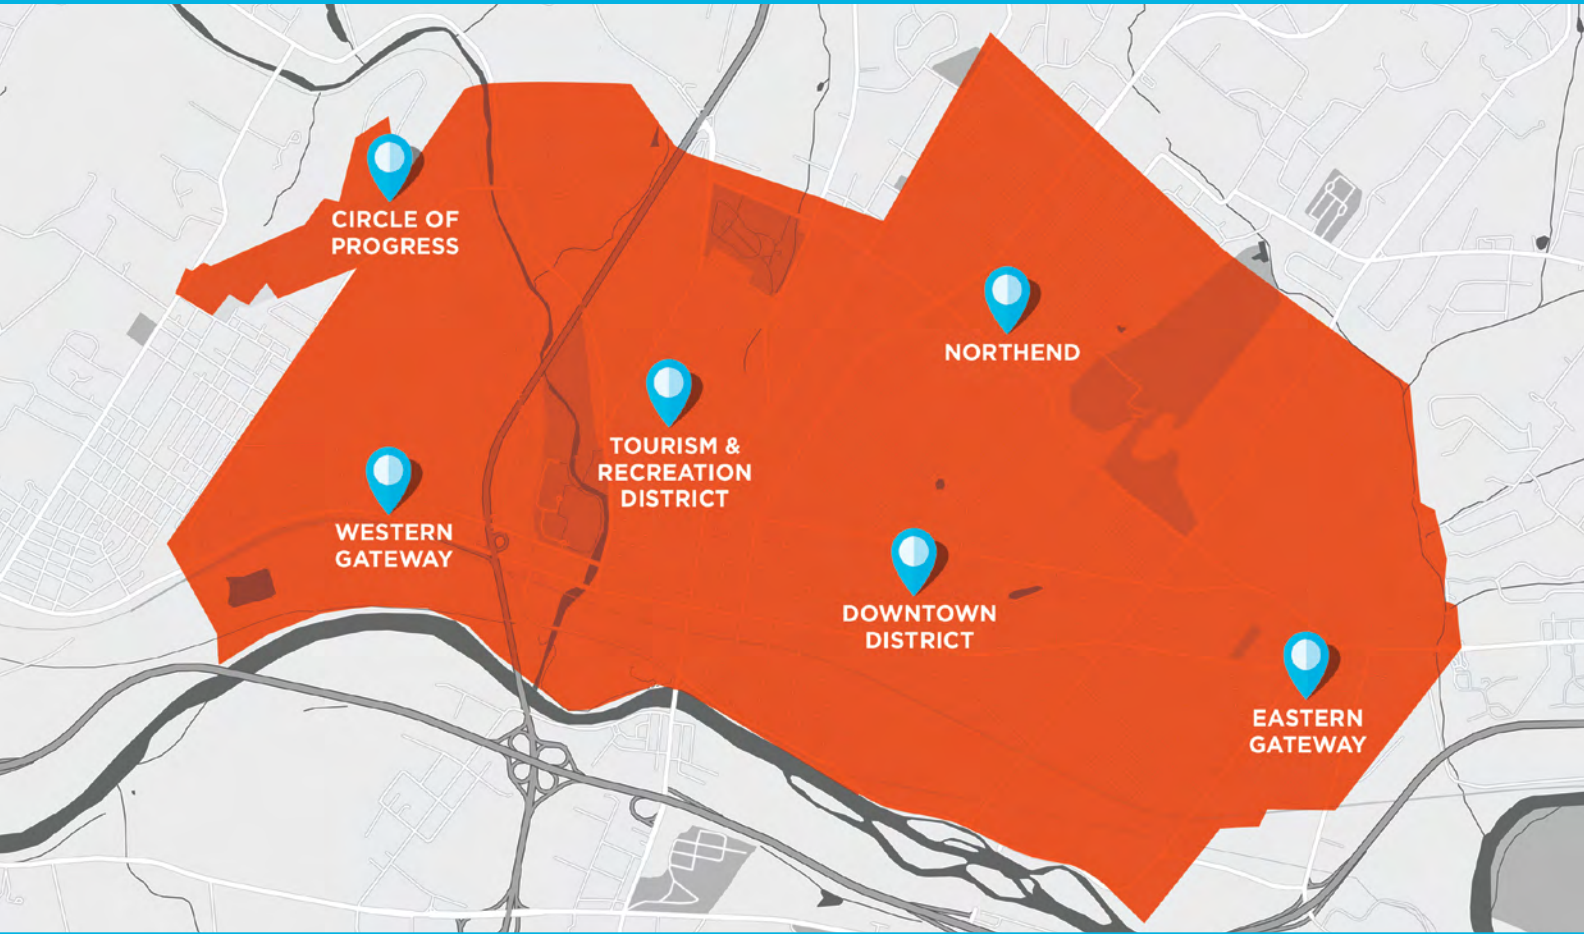 CIRCLE OF
PROGRESS
NORTHEND
TOURISM &
RECREATION
DISTRICT
WESTERN
GATEWAY
DOWNTOWN
DISTRICT
EASTERN
GATEWAY